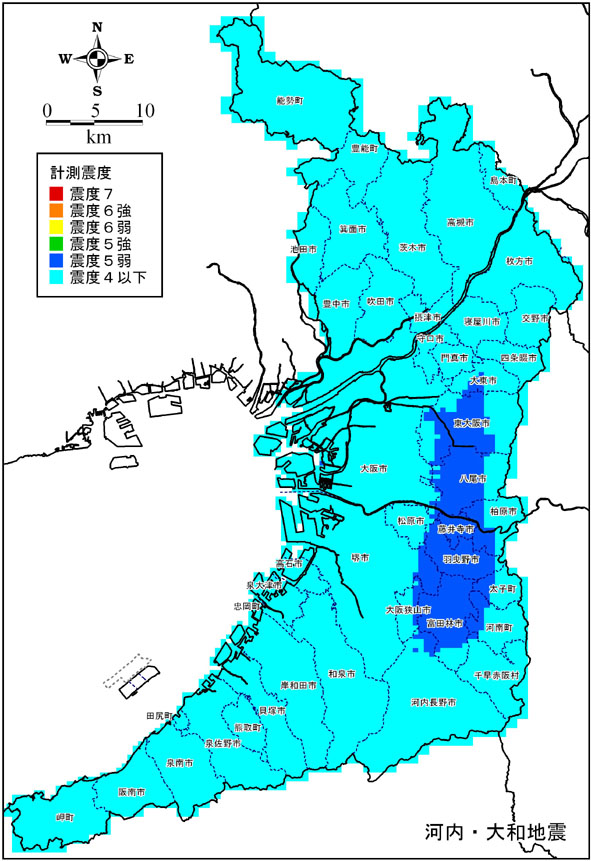 N
W E
S
0 5 10
km
計測震度
震度７
震度６強
震度６弱
震度５強
震度５弱
震度４以下
能勢町
豊能町
島本町
高槻市
箕面市
茨木市
池田市
枚方市
豊中市
吹田市
摂津市
寝屋川市
交野市
守口市
門真市
四条畷市
大東市
東大阪市
大阪市
八尾市
柏原市
松原市
藤井寺市
堺市
羽曳野市
高石市
泉大津市
太子町
忠岡町
大阪狭山市
富田林市
河南町
和泉市
千早赤阪村
岸和田市
河内長野市
貝塚市
田尻町
熊取町
泉佐野市
泉南市
阪南市
岬町
河内・大和地震